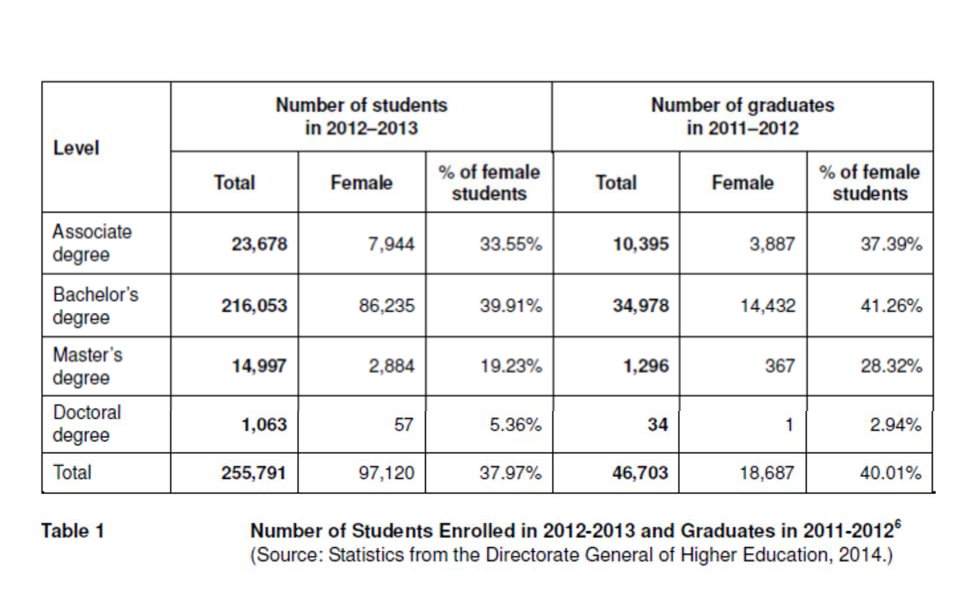 Level
Number of students
in 2012–2013
Number of graduates
in 2011–2012
Total
Female
% of female
students
Total
Female
% of female
students
Associate
degree
23,678 7,944 33.55% 10,395 3,887 37.39%
Bachelor's
degree
216,053 86,235 39.91% 34,978 14,432 41.26%
Master's
degree
14,997 2,884 19.23% 1,296 367 28.32%
Doctoral
degree
1,063 57 5.36% 34 1 2.94%
Total 255,791 97,120 37.97% 46,703 18,687 40.01%
Table 1 Number of Students Enrolled in 2012-2013 and Graduates in 2011-2012⁶
(Source: Statistics from the Directorate General of Higher Education, 2014.)